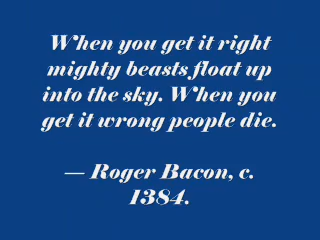 When you get it right
mighty beasts float up
into the sky. When you
get it wrong people die.
— Roger Bacon, c.
1384.